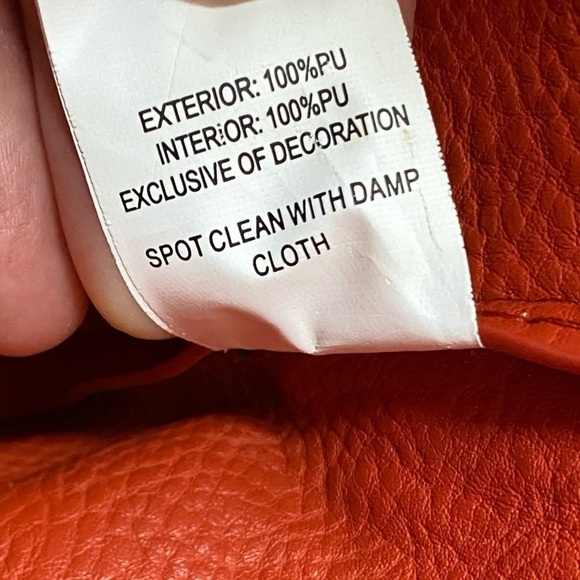 EXTERIOR: 100%PU
INTERIOR: 100%PU
EXCLUSIVE OF DECORATION
SPOT CLEAN WITH DAMP
CLOTH